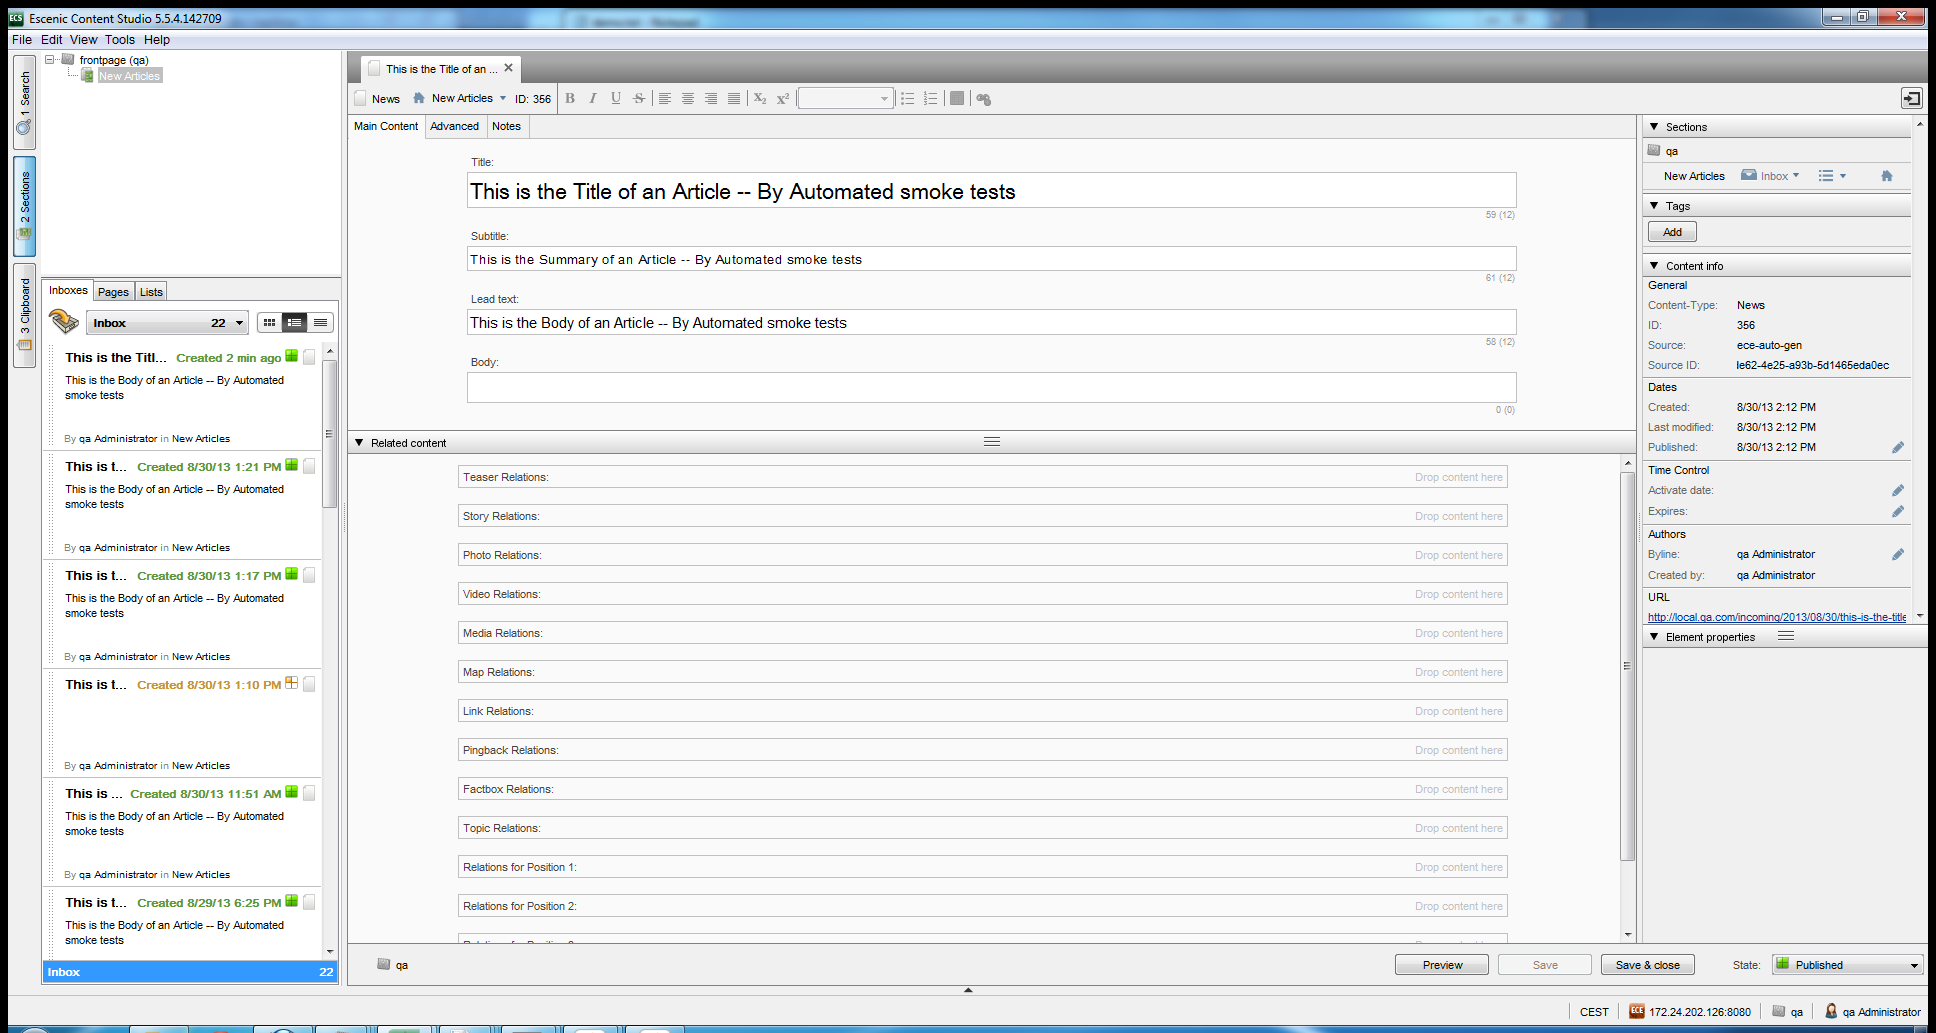 Escenic Content Studio 5.5.4.142709
File Edit View Tools Help
1 Search
2 Sections
3 Clipboard
frontpage (qa)
New Articles
Inboxes Pages Lists
Inbox 22
This is the Titl... Created 2 min ago
This is the Body of an Article -- By Automated
smoke tests
By qa Administrator in New Articles
This is t... Created 8/30/13 1:21 PM
This is the Body of an Article -- By Automated
smoke tests
By qa Administrator in New Articles
This is t... Created 8/30/13 1:17 PM
This is the Body of an Article -- By Automated
smoke tests
By qa Administrator in New Articles
This is t... Created 8/30/13 1:10 PM
By qa Administrator in New Articles
This is ... Created 8/30/13 11:51 AM
This is the Body of an Article -- By Automated
smoke tests
By qa Administrator in New Articles
This is t... Created 8/29/13 6:25 PM
This is the Body of an Article -- By Automated
smoke tests
Inbox 22
This is the Title of an ...
News New Articles ID: 356 B I U S X2 X2
Main Content Advanced Notes
Title:
This is the Title of an Article -- By Automated smoke tests
59 (12)
Subtitle:
This is the Summary of an Article -- By Automated smoke tests
61 (12)
Lead text:
This is the Body of an Article -- By Automated smoke tests
58 (12)
Body:
0 (0)
Related content
Teaser Relations: Drop content here
Story Relations: Drop content here
Photo Relations: Drop content here
Video Relations: Drop content here
Media Relations: Drop content here
Map Relations: Drop content here
Link Relations: Drop content here
Pingback Relations: Drop content here
Factbox Relations: Drop content here
Topic Relations: Drop content here
Relations for Position 1: Drop content here
Relations for Position 2: Drop content here
qa Preview Save Save & close State: Published
Sections
qa
New Articles Inbox
Tags
Add
Content info
General
Content-Type: News
ID: 356
Source: ece-auto-gen
Source ID: le62-4e25-a93b-5d1465eda0ec
Dates
Created: 8/30/13 2:12 PM
Last modified: 8/30/13 2:12 PM
Published: 8/30/13 2:12 PM
Time Control
Activate date:
Expires:
Authors
Byline: qa Administrator
Created by: qa Administrator
URL
http://local.qa.com/incoming/2013/08/30/this-is-the-title
Element properties
CEST ECE 172.24.202.126:8080 qa qa Administrator